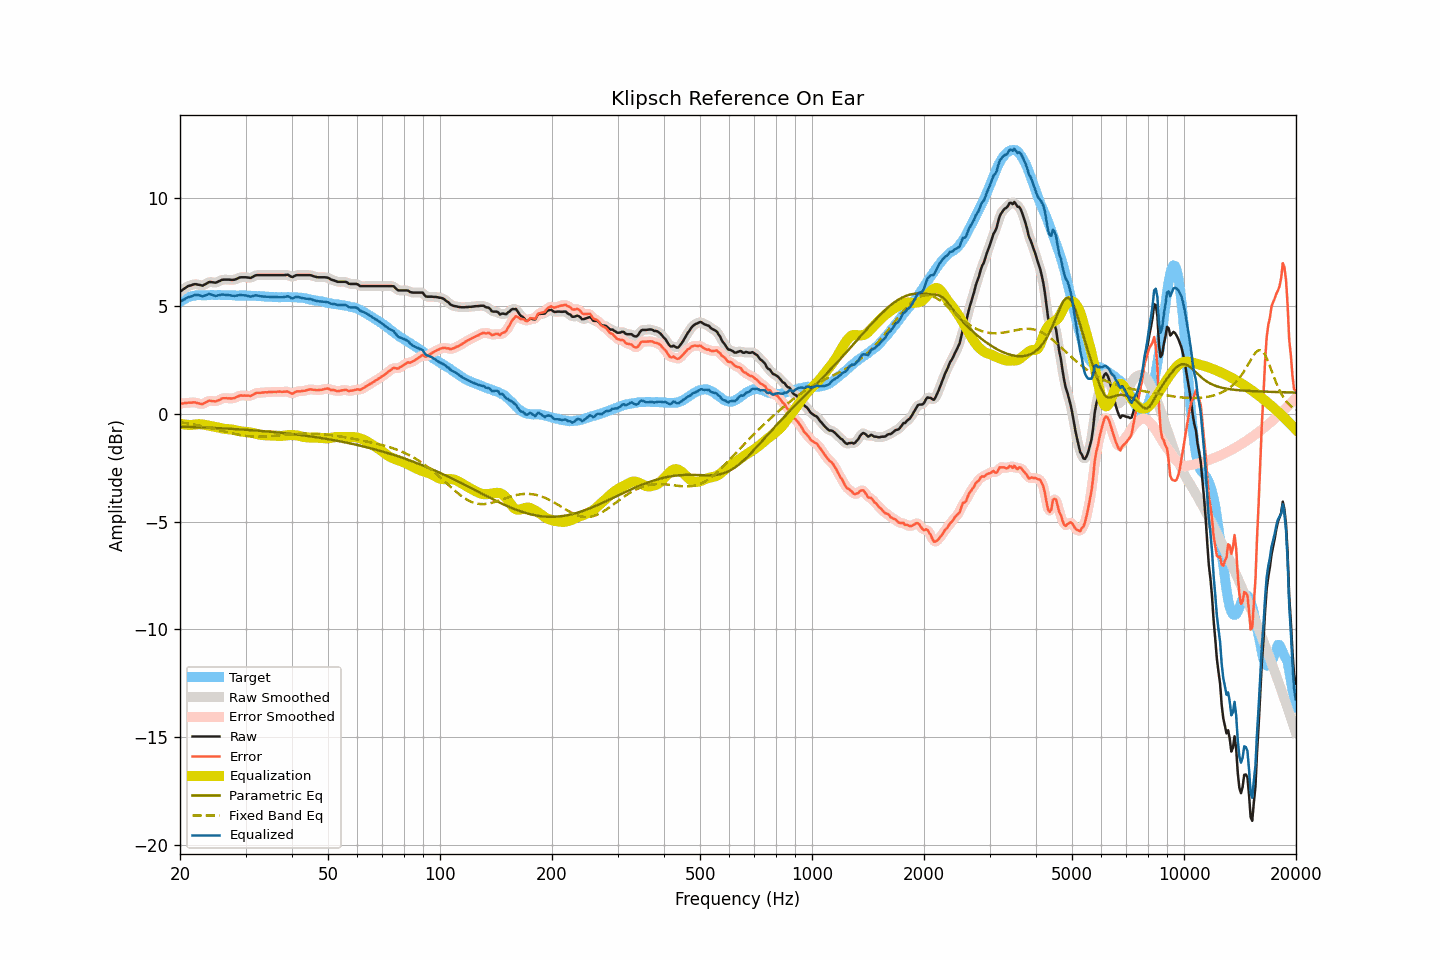 Klipsch Reference On Ear
Amplitude (dBr)
10
5
0
−5
−10
−15
−20
Target
Raw Smoothed
Error Smoothed
Raw
Error
Equalization
Parametric Eq
Fixed Band Eq
Equalized
20 50 100 200 500 1000 2000 5000 10000 20000
Frequency (Hz)